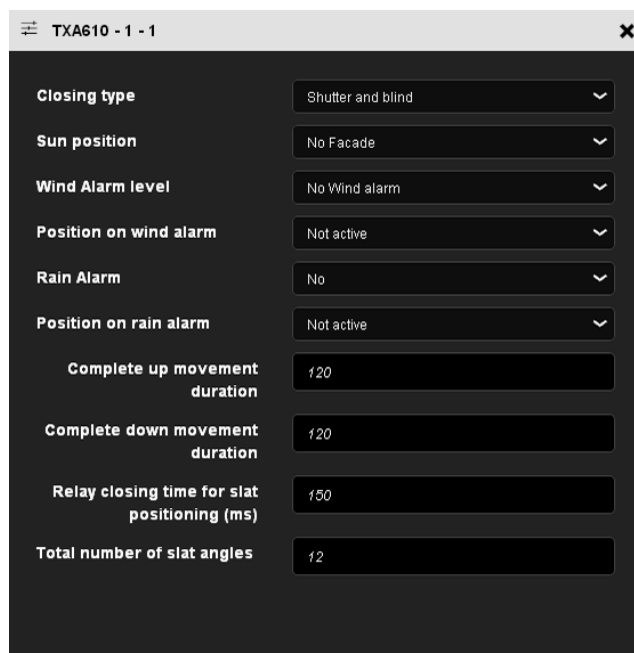 TXA610 - 1 - 1
Closing type Shutter and blind
Sun position No Facade
Wind Alarm level No Wind alarm
Position on wind alarm Not active
Rain Alarm No
Position on rain alarm Not active
Complete up movement
duration 120
Complete down movement
duration 120
Relay closing time for slat
positioning (ms) 150
Total number of slat angles 12